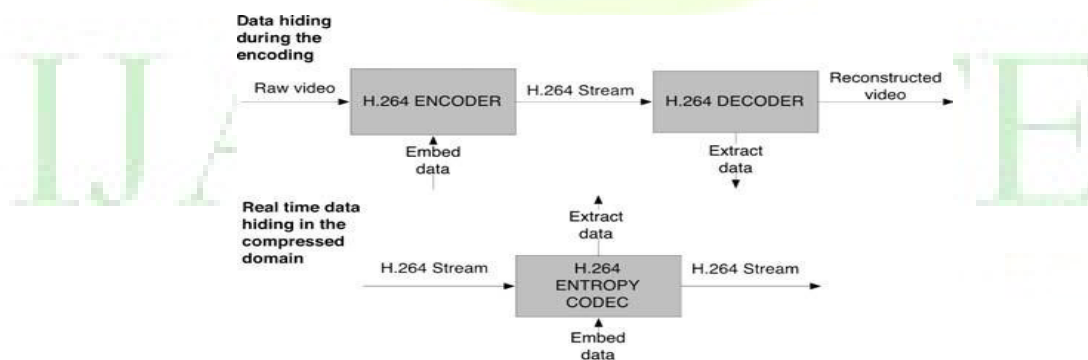 Data hiding
during the
encoding
Raw video
H.264 ENCODER
H.264 Stream
H.264 DECODER
Reconstructed
video
Embed
data
Extract
data
Real time data
hiding in the
compressed
domain
Extract
data
H.264 Stream
H.264
ENTROPY
CODEC
H.264 Stream
Embed
data